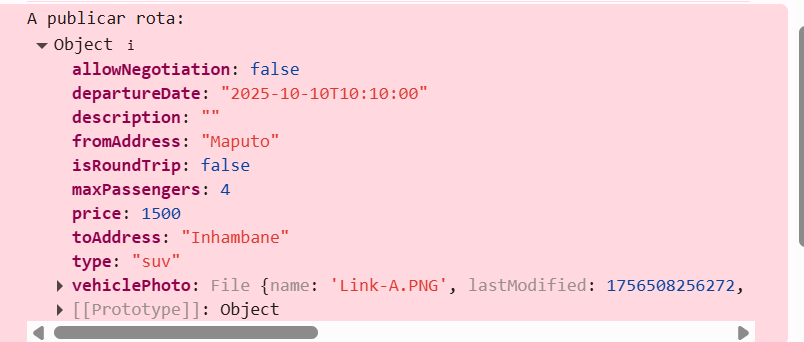 A publicar rota:
Object i
allowNegotiation: false
departureDate: "2025-10-10T10:10:00"
description: ""
fromAddress: "Maputo"
isRoundTrip: false
maxPassengers: 4
price: 1500
toAddress: "Inhambane"
type: "suv"
vehiclePhoto: File {name: 'Link-A.PNG', lastModified: 1756508256272,
[[Prototype]]: Object